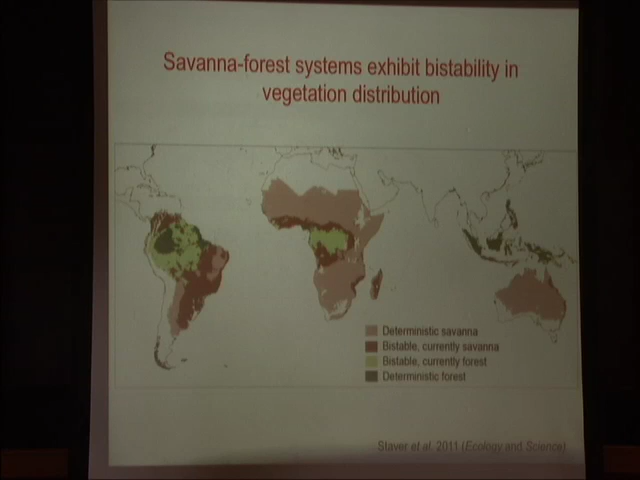 Savanna-forest systems exhibit bistability in
vegetation distribution
Deterministic savanna
Bistable, currently savanna
Bistable, currently forest
Deterministic forest
Staver et al. 2011 (Ecology and Science)